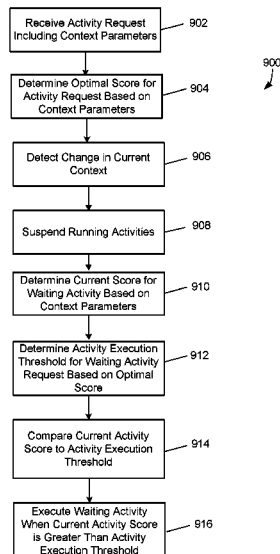 Receive Activity Request
Including Context Parameters
902
900
Determine Optimal Score for
Activity Request Based on
Context Parameters
904
Detect Change in Current
Context
906
Suspend Running Activities
908
Determine Current Score for
Waiting Activity Based on
Context Parameters
910
Determine Activity Execution
Threshold for Waiting Activity
Request Based on Optimal
Score
912
Compare Current Activity
Score to Activity Execution
Threshold
914
Execute Waiting Activity
When Current Activity Score
is Greater Than Activity
Execution Threshold
916